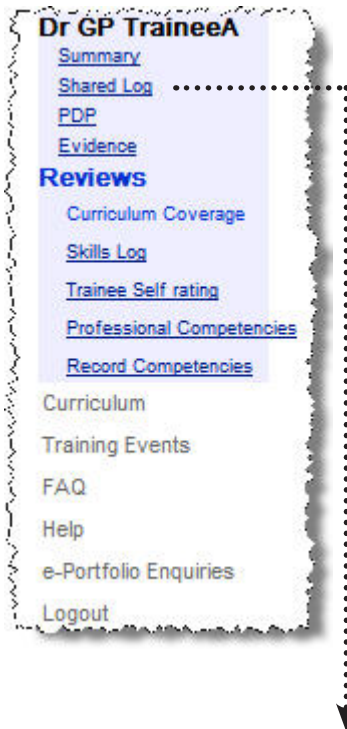 Dr GP TraineeA
Summary
Shared Log
PDP
Evidence
Reviews
Curriculum Coverage
Skills Log
Trainee Self rating
Professional Competencies
Record Competencies
Curriculum
Training Events
FAQ
Help
e-Portfolio Enquiries
Logout